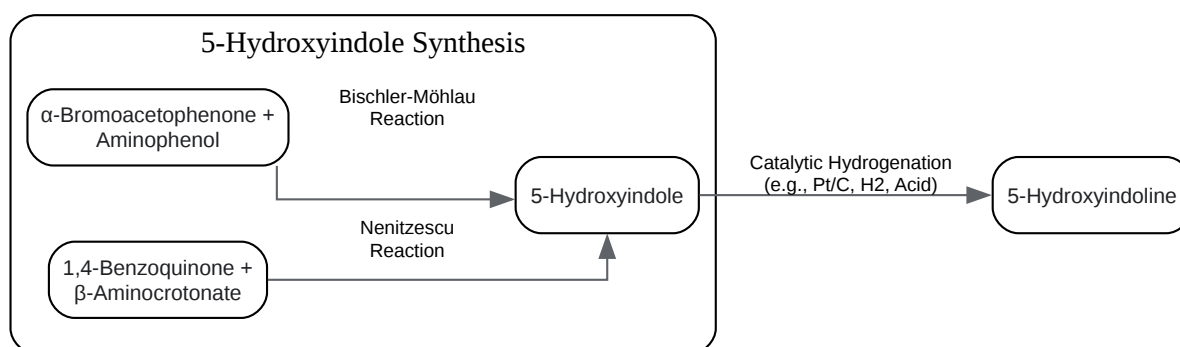 5-Hydroxyindole Synthesis
α-Bromoacetophenone +
Aminophenol
Bischler-Möhlau
Reaction
5-Hydroxyindole
Catalytic Hydrogenation
(e.g., Pt/C, H2, Acid)
5-Hydroxyindoline
Nenitzescu
Reaction
1,4-Benzoquinone +
β-Aminocrotonate